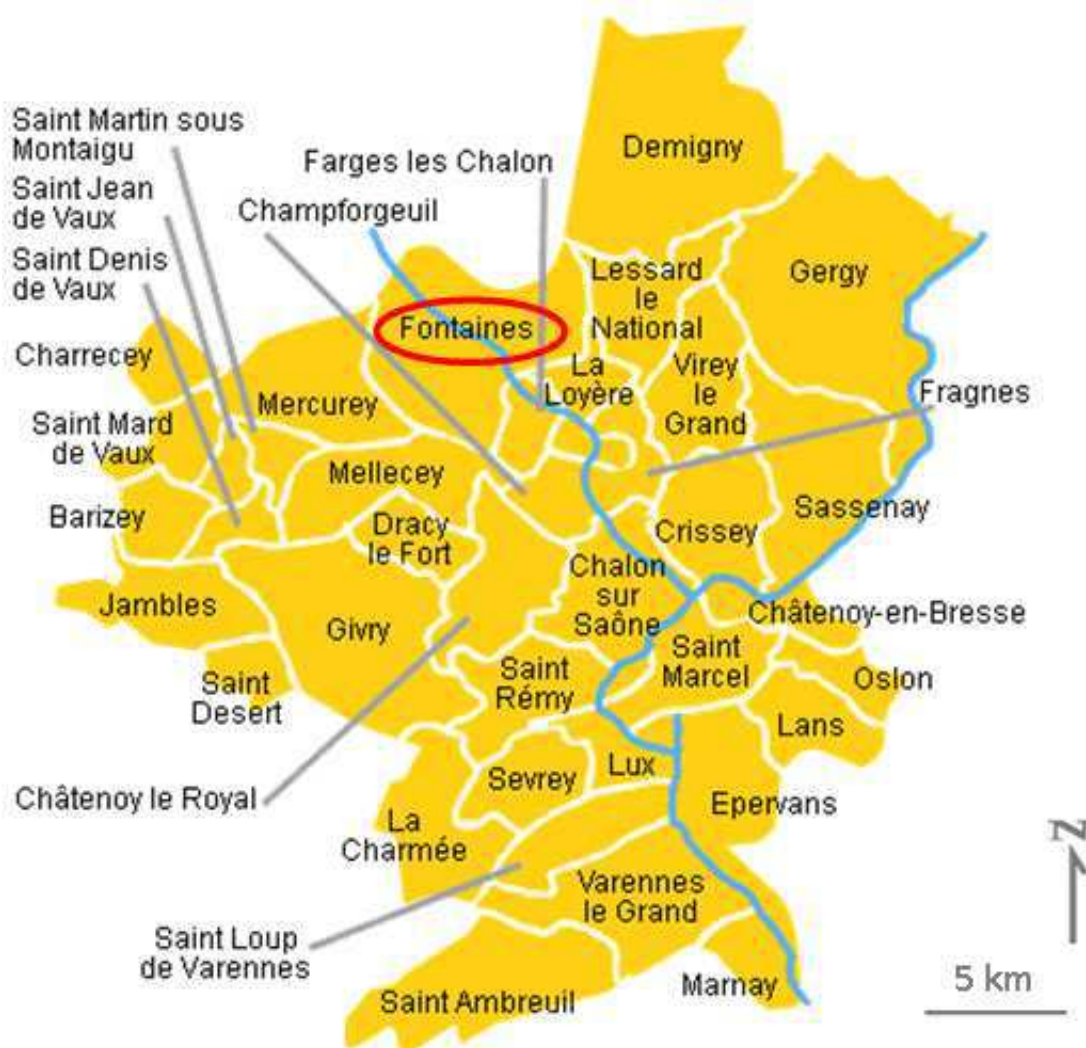 Demigny
Saint Martin sous
Montaigu
Farges les Chalon
Saint Jean
de Vaux
Champforgeuil
Saint Denis
de Vaux
Lessard
le
National
Gergy
Fontaines
Charrecey
La
Loyère
Virey
le
Grand
Fragnes
Mercurey
Saint Mard
de Vaux
Mellecey
Barizey
Dracy
le Fort
Crissey
Sassenay
Chalon
sur
Saône
Jambles
Givry
Châtenoy-en-Bresse
Saint
Marcel
Saint
Rémy
Saint
Desert
Oslon
Lans
Lux
Sevrey
Châtenoy le Royal
Epervans
La
Charmée
N
Varennes
le Grand
Saint Loup
de Varennes
Marnay
Saint Ambreuil
5 km